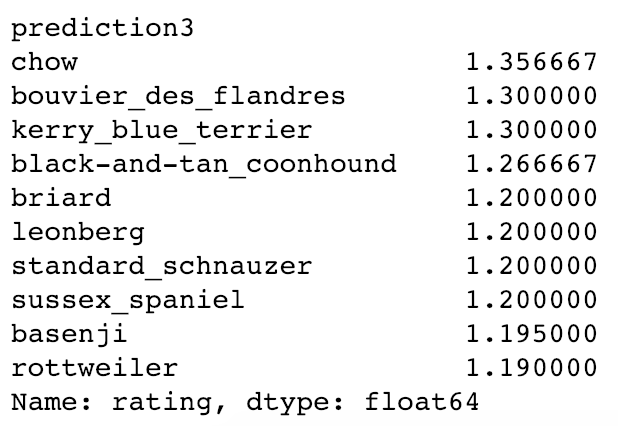 prediction3
chow 1.356667
bouvier_des_flandres 1.300000
kerry_blue_terrier 1.300000
black-and-tan_coonhound 1.266667
briard 1.200000
leonberg 1.200000
standard_schnauzer 1.200000
sussex_spaniel 1.200000
basenji 1.195000
rottweiler 1.190000
Name: rating, dtype: float64